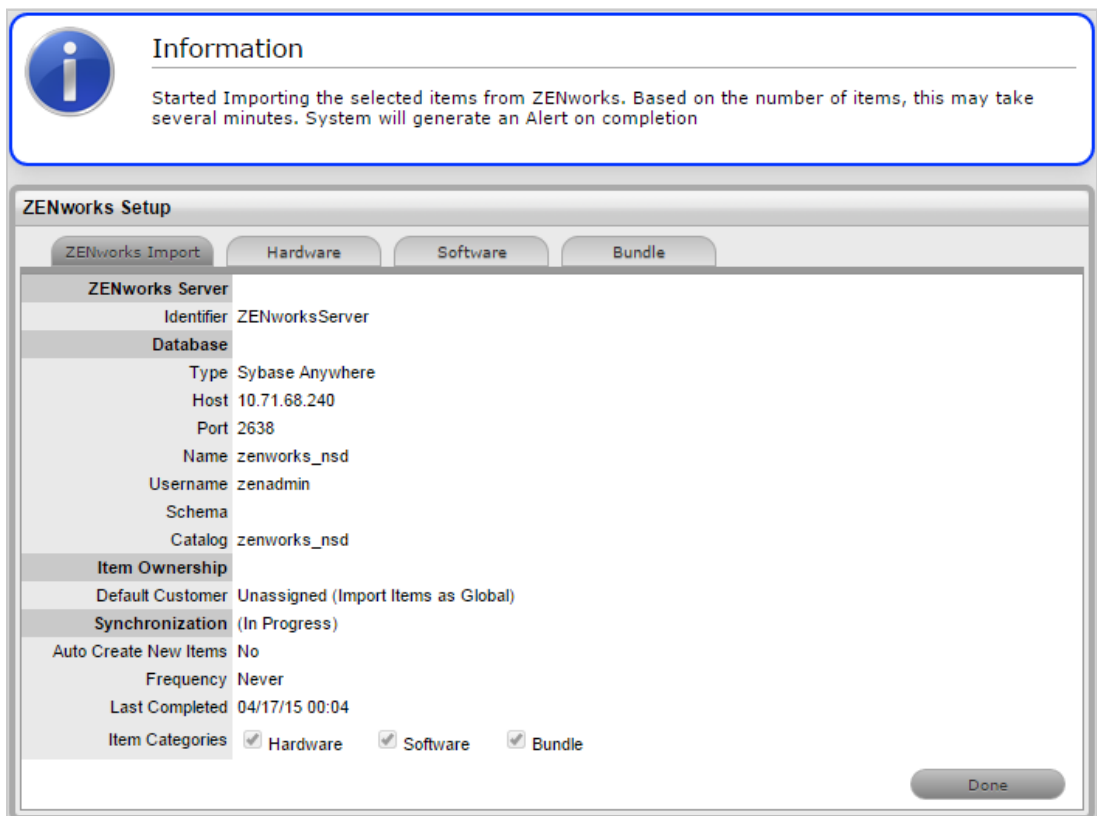 Information
Started Importing the selected items from ZENworks. Based on the number of items, this may take
several minutes. System will generate an Alert on completion
ZENworks Setup
ZENworks Import Hardware Software Bundle
ZENworks Server
Identifier ZENworksServer
Database
Type Sybase Anywhere
Host 10.71.68.240
Port 2638
Name zenworks_nsd
Username zenadmin
Schema
Catalog zenworks_nsd
Item Ownership
Default Customer Unassigned (Import Items as Global)
Synchronization (In Progress)
Auto Create New Items No
Frequency Never
Last Completed 04/17/15 00:04
Item Categories Hardware Software Bundle
Done